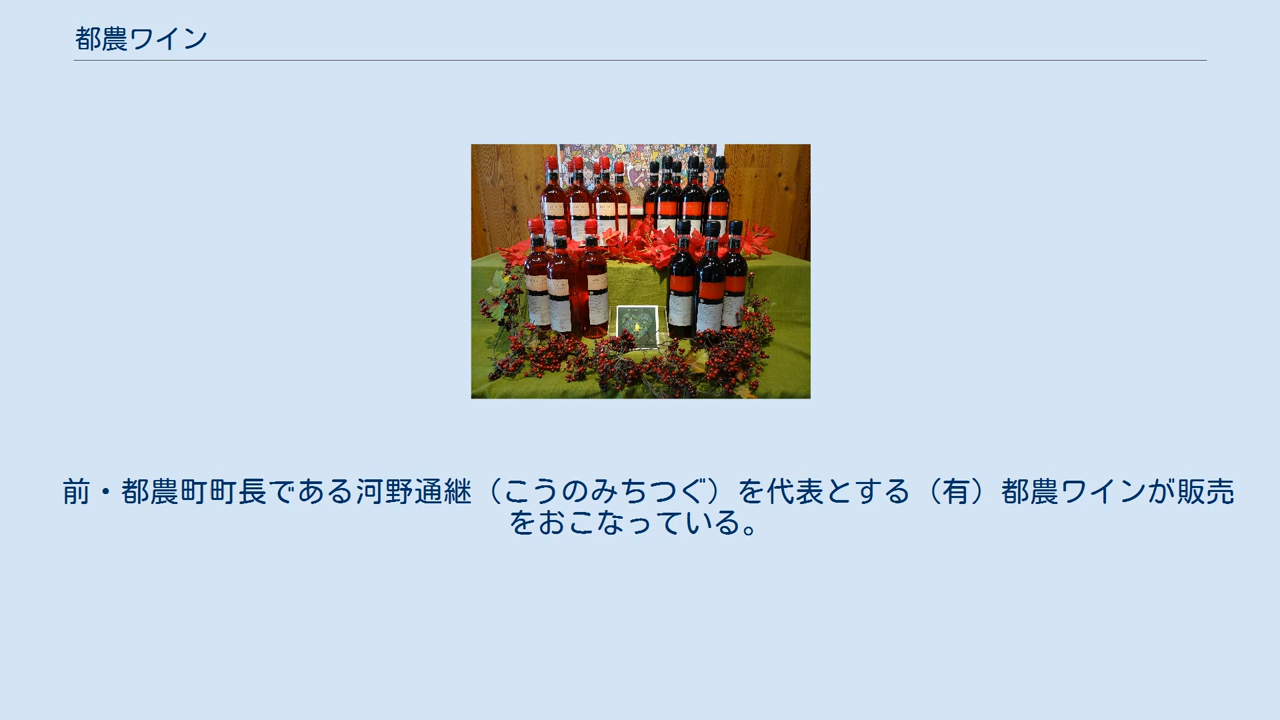 都農ワイン
前・都農町町長である河野通継（こうのみちつぐ）を代表とする（有）都農ワインが販売
をおこなっている。